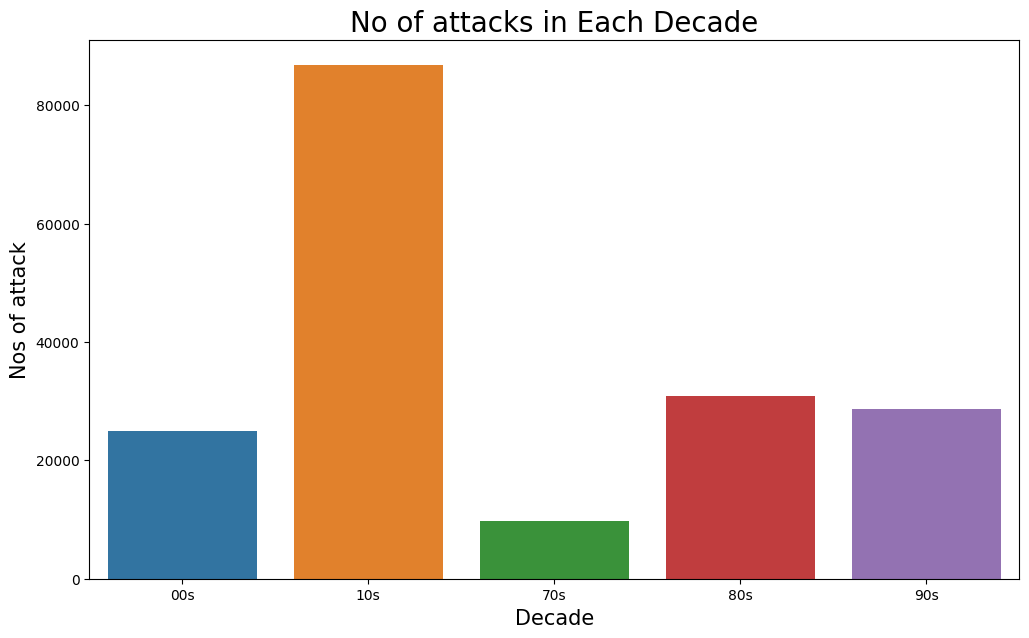 No of attacks in Each Decade
Nos of attack
80000
60000
40000
20000
0
00s
10s
70s
80s
90s
Decade